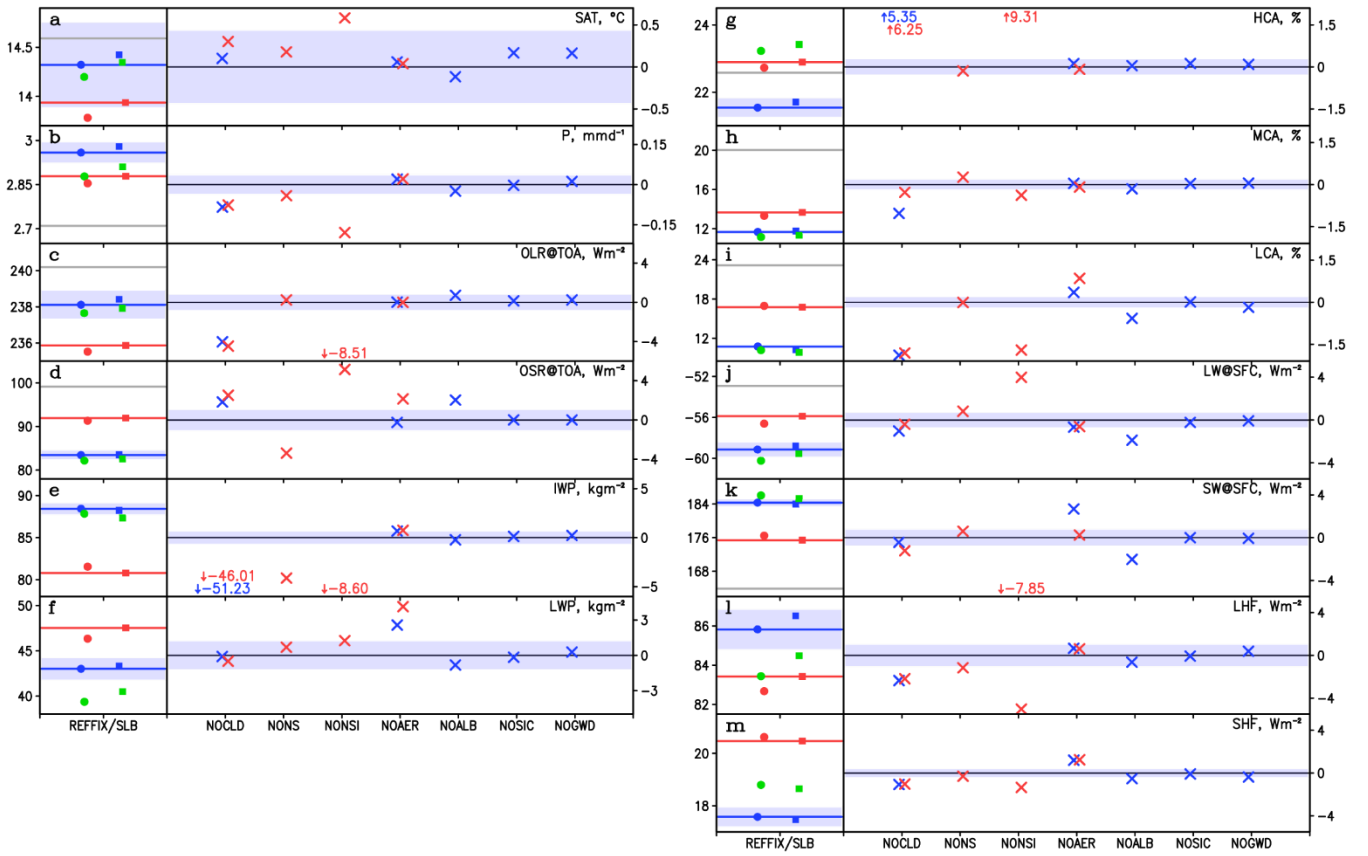 a
SAT, °C
14.5
14
0.5
0
-0.5
b
P, mmd⁻¹
3
2.85
2.7
0.15
0
-0.15
c
OLR@TOA, Wm⁻²
240
238
236
4
0
-4
↓-8.51
d
OSR@TOA, Wm⁻²
100
90
80
4
0
-4
e
IWP, kgm⁻²
90
85
80
5
0
-5
↓-46.01
↓-51.23
↓-8.60
f
LWP, kgm⁻²
50
45
40
3
0
-3
REFFIX/SLB NOCLD NONS NONSI NOAER NOALB NOSIC NOGWD
g
HCA, %
↑5.35
↑6.25
↑9.31
24
22
1.5
0
-1.5
h
MCA, %
20
16
12
1.5
0
-1.5
i
LCA, %
24
18
12
1.5
0
-1.5
j
LW@SFC, Wm⁻²
-52
-56
-60
4
0
-4
k
SW@SFC, Wm⁻²
184
176
168
4
0
-4
↓-7.85
l
LHF, Wm⁻²
86
84
82
4
0
-4
m
SHF, Wm⁻²
20
18
4
0
-4
REFFIX/SLB NOCLD NONS NONSI NOAER NOALB NOSIC NOGWD